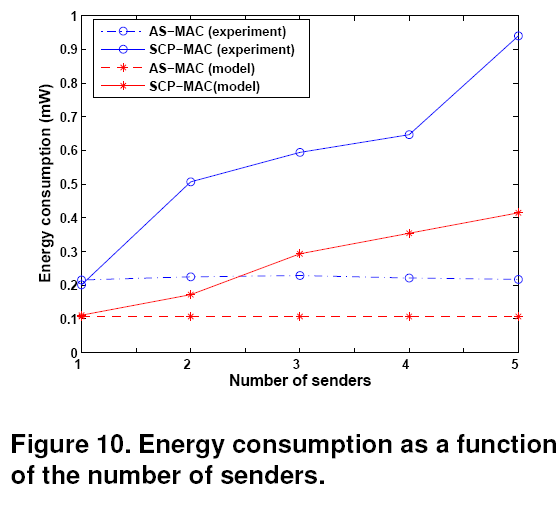 AS−MAC (experiment)
SCP−MAC (experiment)
AS−MAC (model)
SCP−MAC(model)
Energy consumption (mW)
1
0.9
0.8
0.7
0.6
0.5
0.4
0.3
0.2
0.1
0
1 2 3 4 5
Number of senders
Figure 10. Energy consumption as a function
of the number of senders.